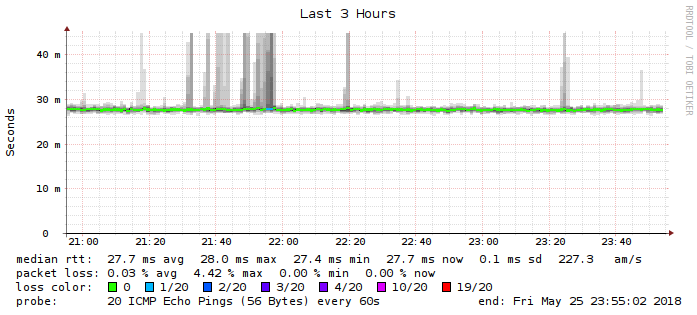 Last 3 Hours
RRDTOOL / TOBI OETIKER
Seconds
40 m
30 m
20 m
10 m
0
21:00 21:20 21:40 22:00 22:20 22:40 23:00 23:20 23:40
median rtt: 27.7 ms avg 28.0 ms max 27.4 ms min 27.7 ms now 0.1 ms sd 227.3 am/s
packet loss: 0.03 % avg 4.42 % max 0.00 % min 0.00 % now
loss color: 0 1/20 2/20 3/20 4/20 10/20 19/20
probe: 20 ICMP Echo Pings (56 Bytes) every 60s end: Fri May 25 23:55:02 2018